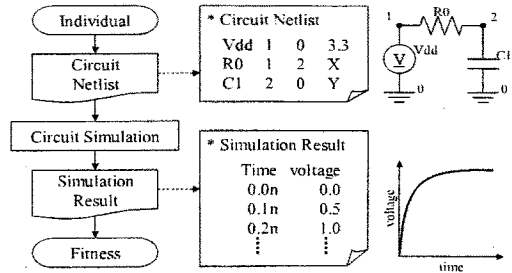 Individual
Circuit
Netlist
Circuit Simulation
Simulation
Result
Fitness
* Circuit Netlist
Vdd 1 0 3.3
R0 1 2 X
C1 2 0 Y
* Simulation Result
Time voltage
0.0n 0.0
0.1n 0.5
0.2n 1.0
1 R0 2
V Vdd
C1
0 0
voltage
time